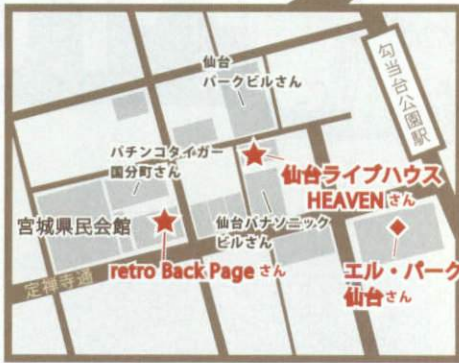 仙台
パークビルさん
勾当台公園駅
パチンコタイガー
国分町さん
仙台ライブハウス
HEAVENさん
宮城県民会館
仙台パナソニック
ビルさん
retro Back Page さん
エル・パーク
仙台さん
定禅寺通